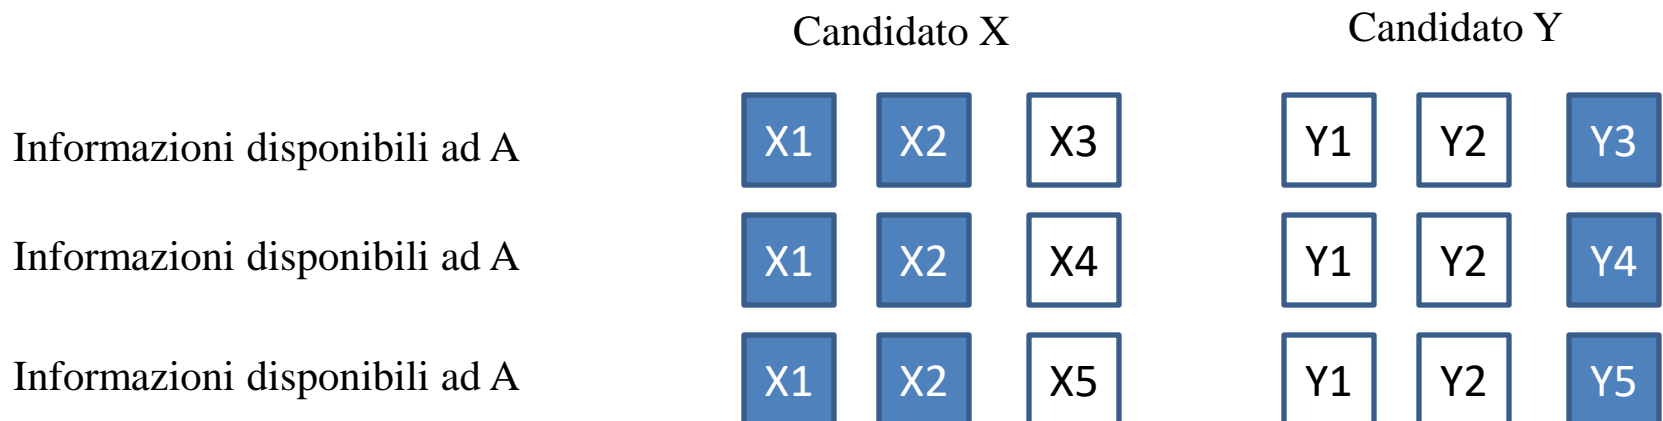 Candidato X Candidato Y
Informazioni disponibili ad A X1 X2 X3 Y1 Y2 Y3
Informazioni disponibili ad A X1 X2 X4 Y1 Y2 Y4
Informazioni disponibili ad A X1 X2 X5 Y1 Y2 Y5